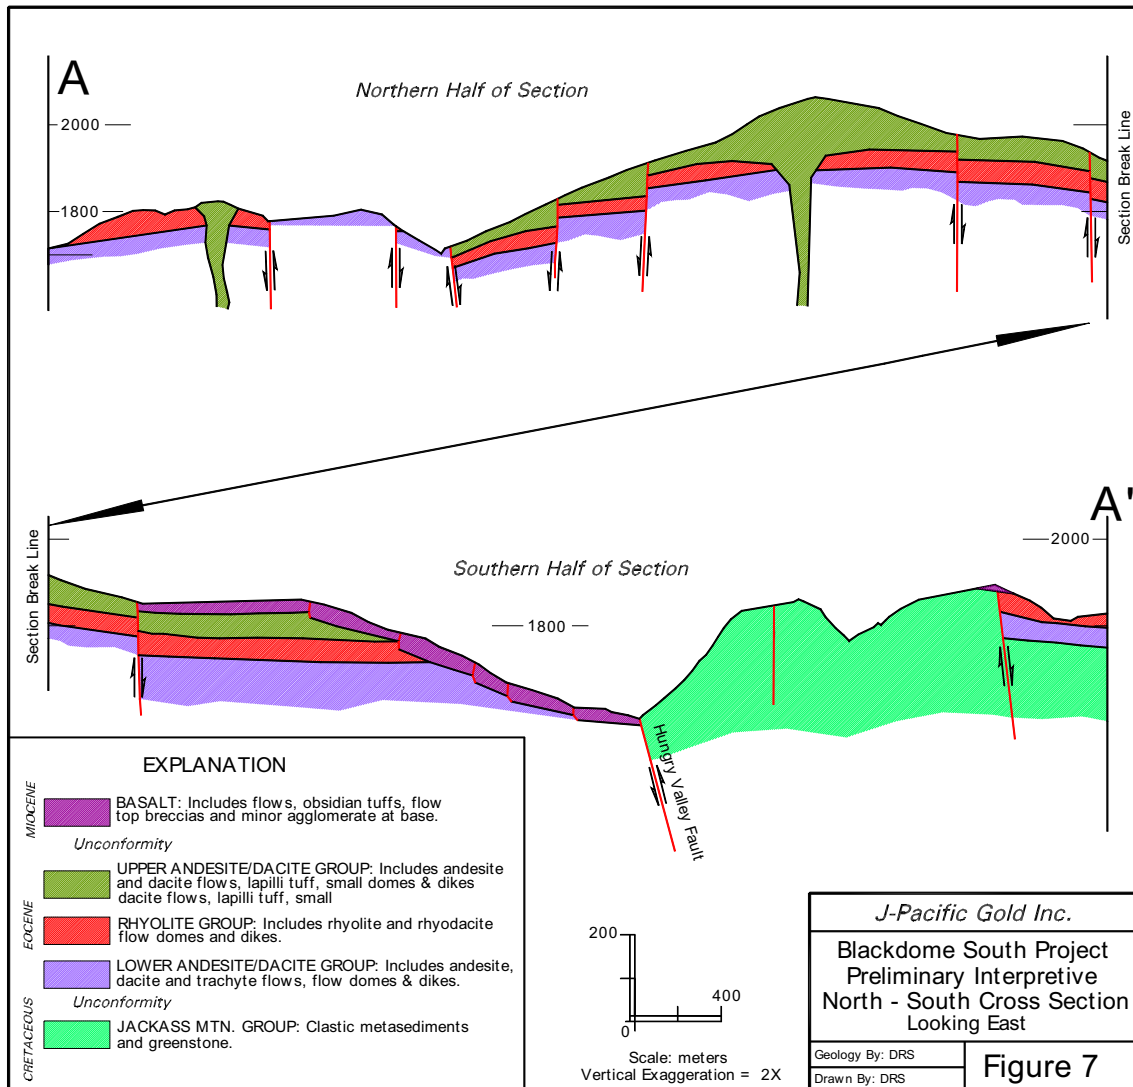 A
Northern Half of Section
2000
1800
Section Break Line
A'
Section Break Line
Southern Half of Section
2000
1800
Hungry Valley Fault
EXPLANATION
MIOCENE
BASALT: Includes flows, obsidian tuffs, flow
top breccias and minor agglomerate at base.
Unconformity
EOCENE
UPPER ANDESITE/DACITE GROUP: Includes andesite
and dacite flows, lapilli tuff, small domes & dikes
dacite flows, lapilli tuff, small
RHYOLITE GROUP: Includes rhyolite and rhyodacite
flow domes and dikes.
LOWER ANDESITE/DACITE GROUP: Includes andesite,
dacite and trachyte flows, flow domes & dikes.
Unconformity
CRETACEOUS
JACKASS MTN. GROUP: Clastic metasediments
and greenstone.
200
400
0
Scale: meters
Vertical Exaggeration = 2X
J-Pacific Gold Inc.
Blackdome South Project
Preliminary Interpretive
North - South Cross Section
Looking East
Geology By: DRS
Drawn By: DRS
Figure 7